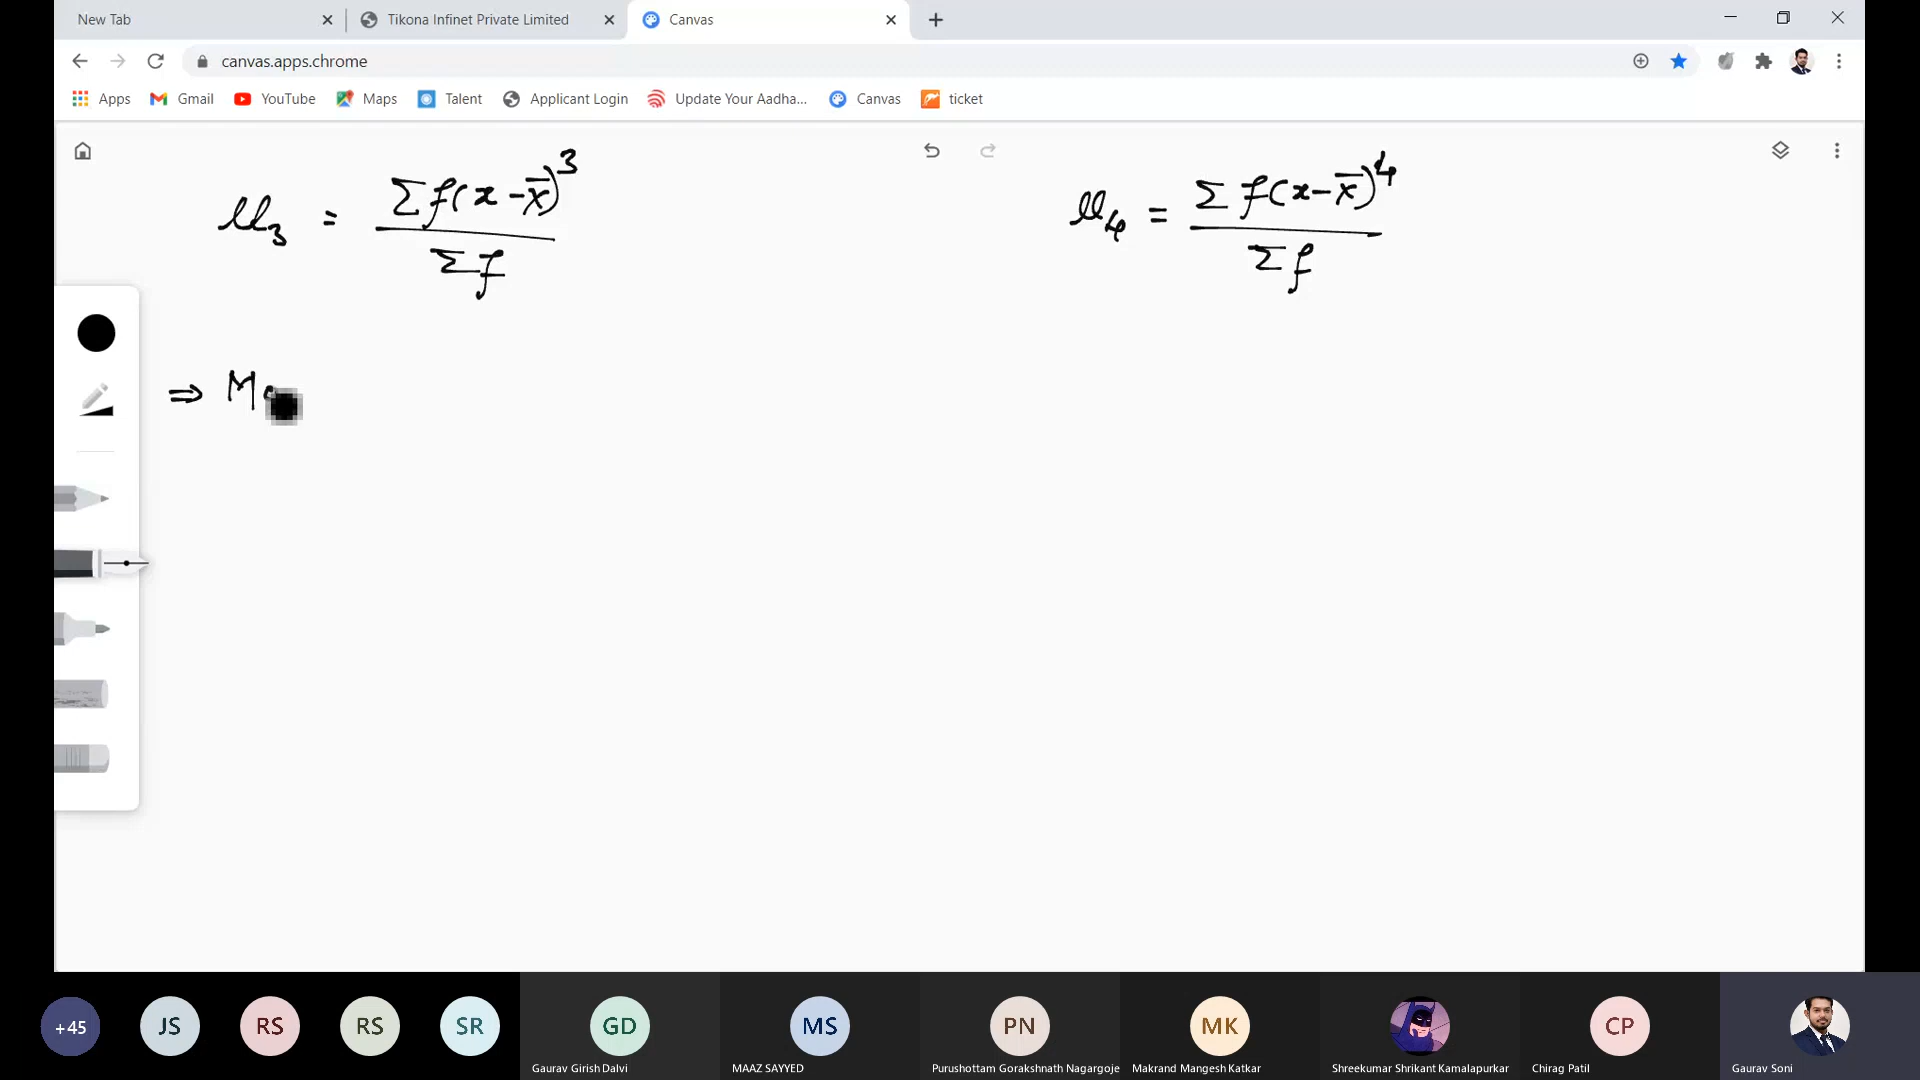 New Tab
Tikona Infinet Private Limited
Canvas
canvas.apps.chrome
Apps Gmail YouTube Maps Talent Applicant Login Update Your Aadha... Canvas ticket
μ₃ = Σf(x - x̄)³ / Σf
μ₄ = Σf(x - x̄)⁴ / Σf
⇒ Mo
+45 JS RS RS SR GD MS PN MK CP
Gaurav Girish Dalvi MAAZ SAYYED Purushottam Gorakshnath Nagargoje Makrand Mangesh Katkar Shreekumar Shrikant Kamalapurkar Chirag Patil Gaurav Soni